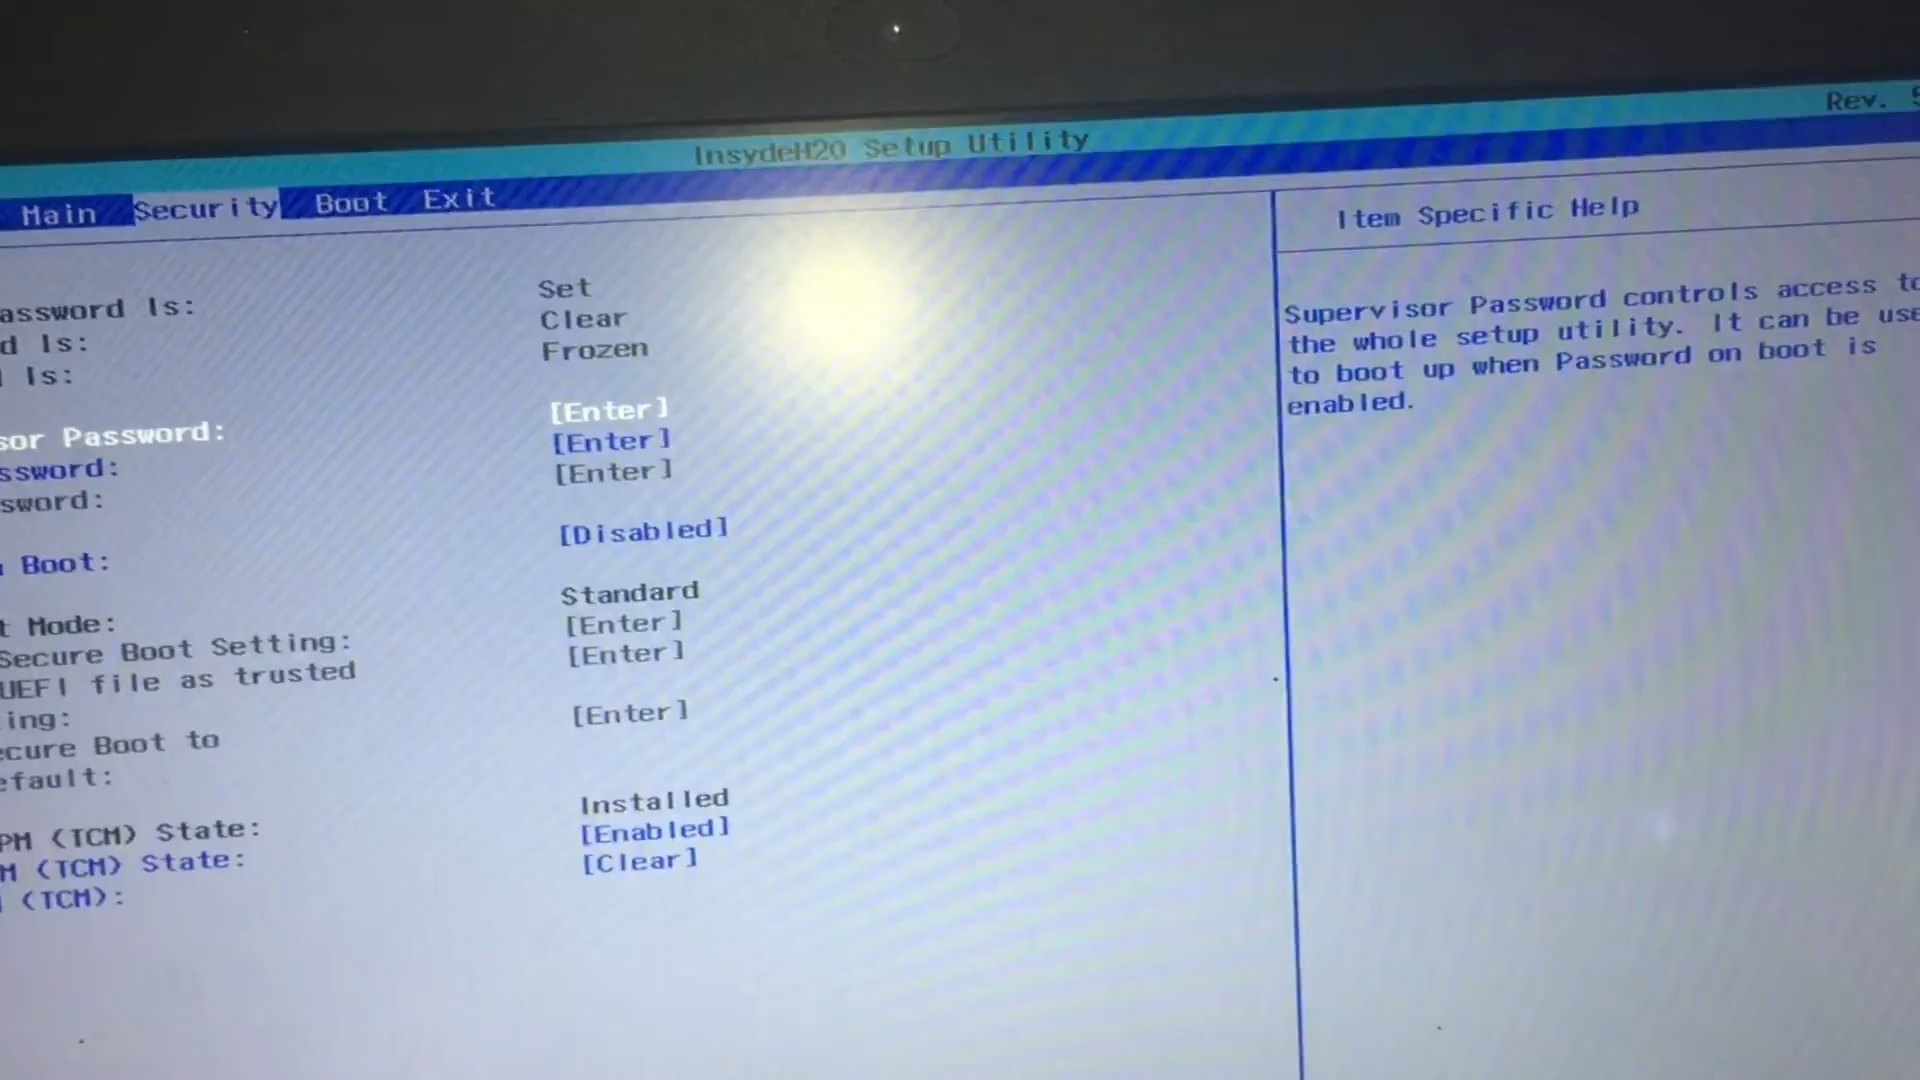 InsydeH20 Setup Utility
Rev.
Main Security Boot Exit
Item Specific Help
assword Is: Set
d Is: Clear
Is: Frozen
sor Password: [Enter]
ssword: [Enter]
sword: [Enter]
Boot: [Disabled]
t Mode: Standard
Secure Boot Setting: [Enter]
UEFI file as trusted [Enter]
ing:
ecure Boot to [Enter]
efault:
PM (TCM) State: Installed
M (TCM) State: [Enabled]
(TCM): [Clear]
Supervisor Password controls access to
the whole setup utility. It can be use
to boot up when Password on boot is
enabled.